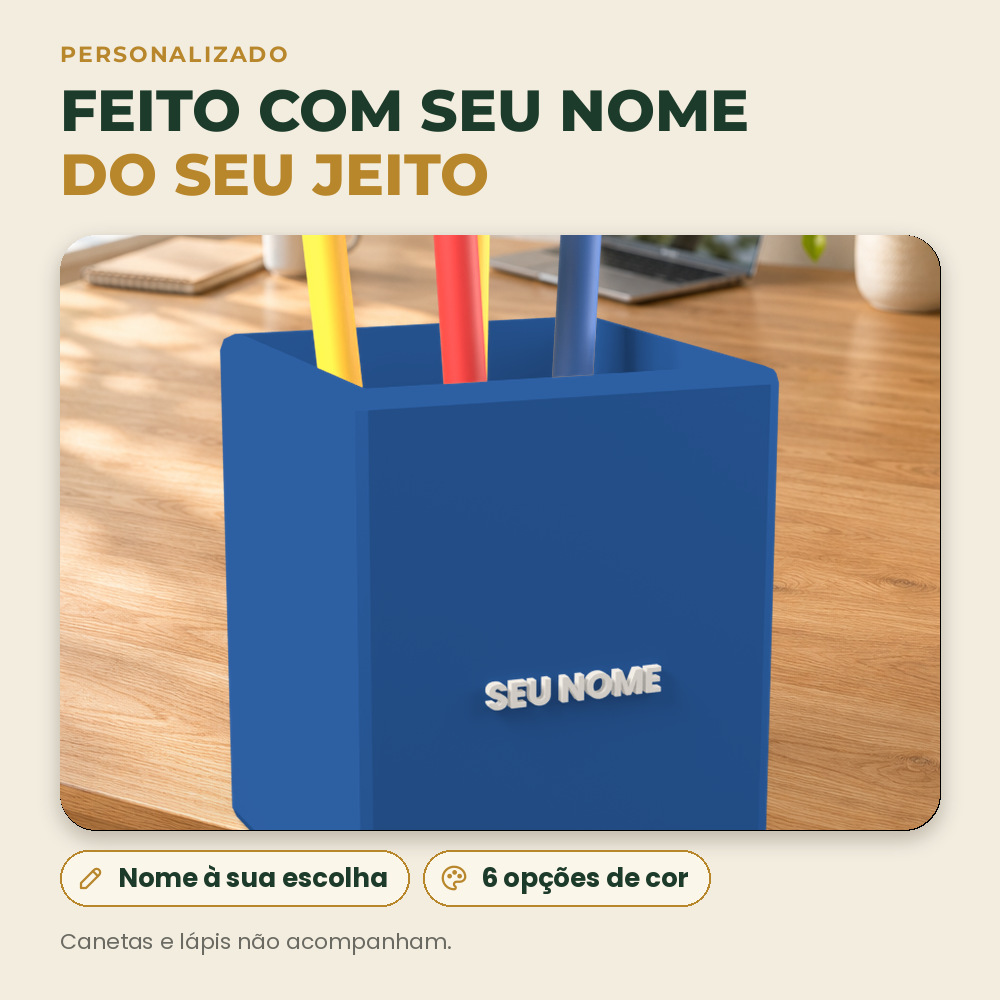 PERSONALIZADO
FEITO COM SEU NOME
DO SEU JEITO
SEU NOME
Nome à sua escolha
6 opções de cor
Canetas e lápis não acompanham.